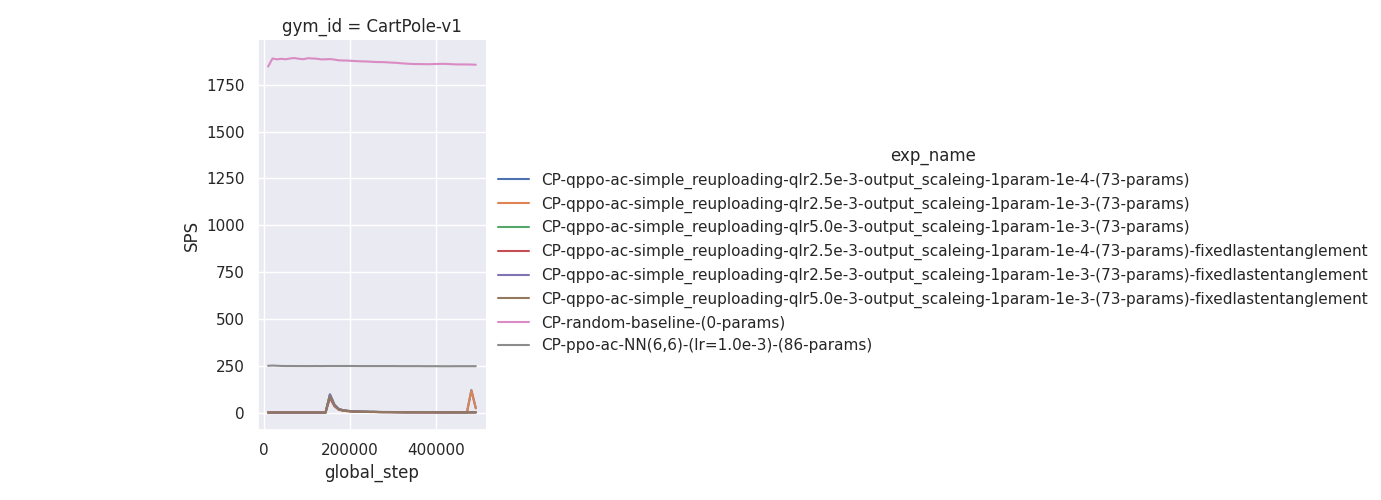 gym_id = CartPole-v1
1750
1500
1250
1000
750
500
250
0
SPS
0 200000 400000
global_step
exp_name
CP-qppo-ac-simple_reuploading-qlr2.5e-3-output_scaleing-1param-1e-4-(73-params)
CP-qppo-ac-simple_reuploading-qlr2.5e-3-output_scaleing-1param-1e-3-(73-params)
CP-qppo-ac-simple_reuploading-qlr5.0e-3-output_scaleing-1param-1e-3-(73-params)
CP-qppo-ac-simple_reuploading-qlr2.5e-3-output_scaleing-1param-1e-4-(73-params)-fixedlastentanglement
CP-qppo-ac-simple_reuploading-qlr2.5e-3-output_scaleing-1param-1e-3-(73-params)-fixedlastentanglement
CP-qppo-ac-simple_reuploading-qlr5.0e-3-output_scaleing-1param-1e-3-(73-params)-fixedlastentanglement
CP-random-baseline-(0-params)
CP-ppo-ac-NN(6,6)-(lr=1.0e-3)-(86-params)